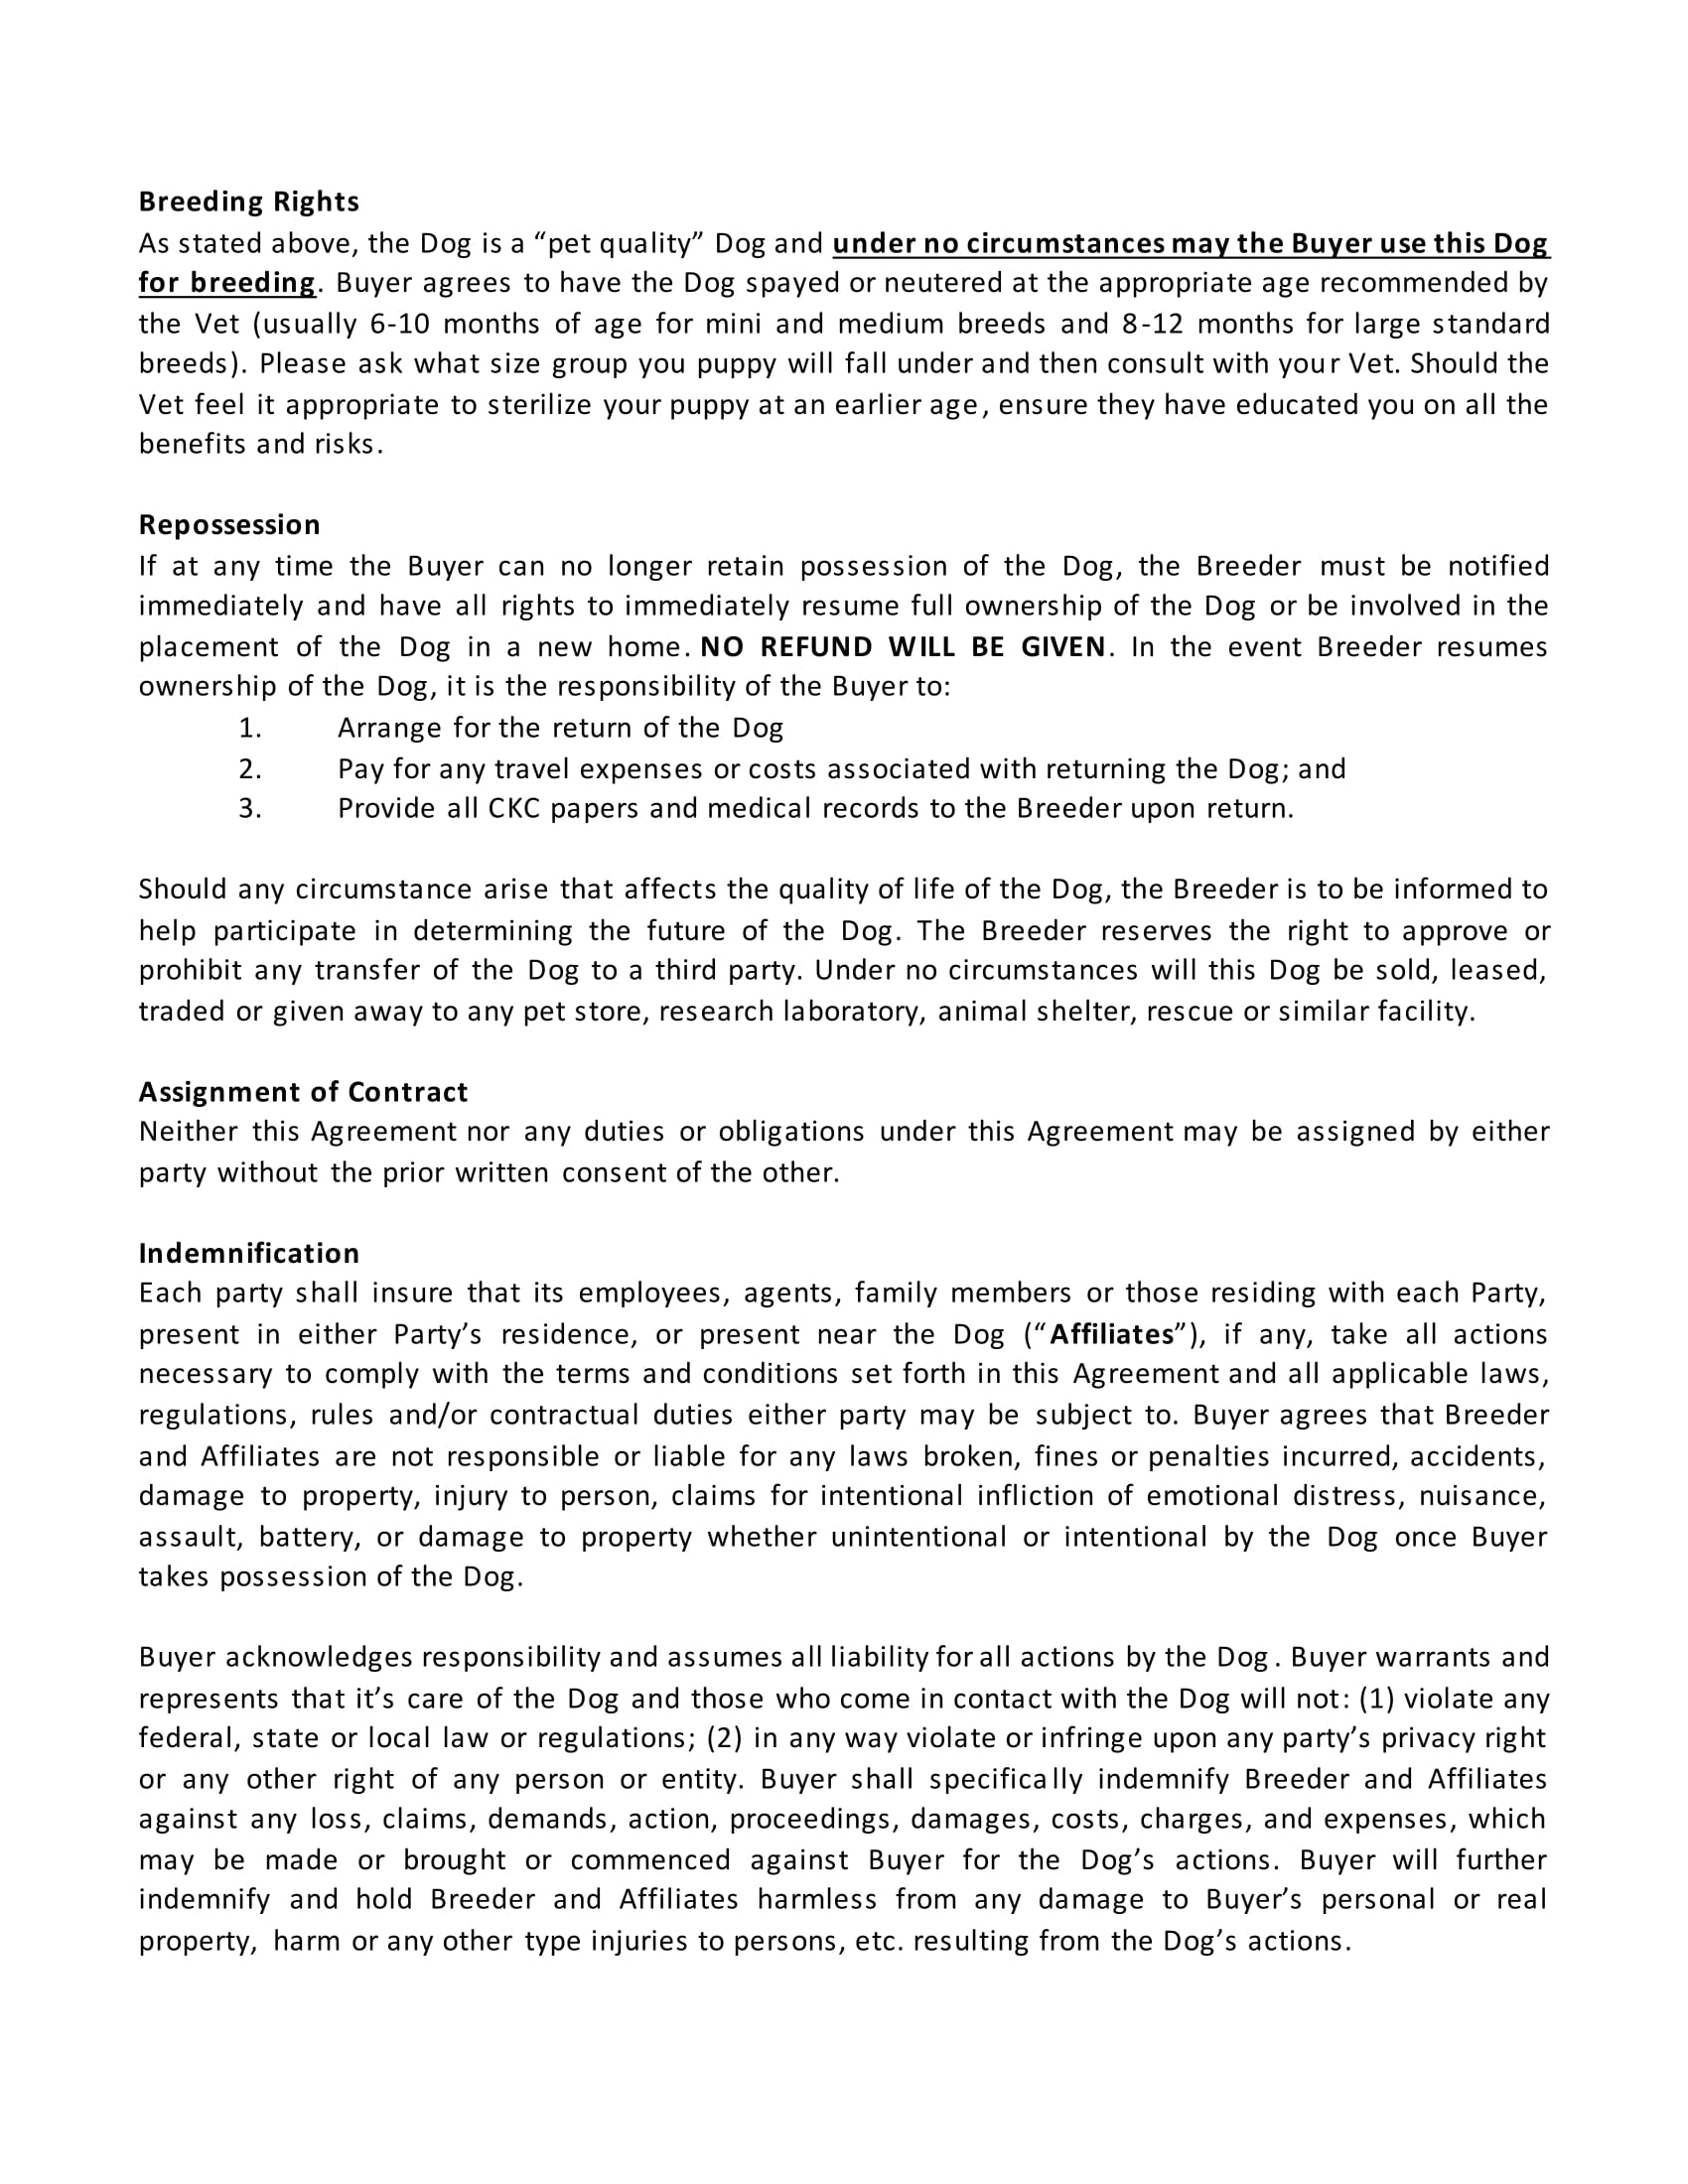 Breeding Rights
As stated above, the Dog is a “pet quality” Dog and under no circumstances may the Buyer use this Dog
for breeding. Buyer agrees to have the Dog spayed or neutered at the appropriate age recommended by
the Vet (usually 6-10 months of age for mini and medium breeds and 8-12 months for large standard
breeds). Please ask what size group you puppy will fall under and then consult with your Vet. Should the
Vet feel it appropriate to sterilize your puppy at an earlier age, ensure they have educated you on all the
benefits and risks.
Repossession
If at any time the Buyer can no longer retain possession of the Dog, the Breeder must be notified
immediately and have all rights to immediately resume full ownership of the Dog or be involved in the
placement of the Dog in a new home. NO REFUND WILL BE GIVEN. In the event Breeder resumes
ownership of the Dog, it is the responsibility of the Buyer to:
1. Arrange for the return of the Dog
2. Pay for any travel expenses or costs associated with returning the Dog; and
3. Provide all CKC papers and medical records to the Breeder upon return.
Should any circumstance arise that affects the quality of life of the Dog, the Breeder is to be informed to
help participate in determining the future of the Dog. The Breeder reserves the right to approve or
prohibit any transfer of the Dog to a third party. Under no circumstances will this Dog be sold, leased,
traded or given away to any pet store, research laboratory, animal shelter, rescue or similar facility.
Assignment of Contract
Neither this Agreement nor any duties or obligations under this Agreement may be assigned by either
party without the prior written consent of the other.
Indemnification
Each party shall insure that its employees, agents, family members or those residing with each Party,
present in either Party’s residence, or present near the Dog (“Affiliates”), if any, take all actions
necessary to comply with the terms and conditions set forth in this Agreement and all applicable laws,
regulations, rules and/or contractual duties either party may be subject to. Buyer agrees that Breeder
and Affiliates are not responsible or liable for any laws broken, fines or penalties incurred, accidents,
damage to property, injury to person, claims for intentional infliction of emotional distress, nuisance,
assault, battery, or damage to property whether unintentional or intentional by the Dog once Buyer
takes possession of the Dog.
Buyer acknowledges responsibility and assumes all liability for all actions by the Dog. Buyer warrants and
represents that it’s care of the Dog and those who come in contact with the Dog will not: (1) violate any
federal, state or local law or regulations; (2) in any way violate or infringe upon any party’s privacy right
or any other right of any person or entity. Buyer shall specifically indemnify Breeder and Affiliates
against any loss, claims, demands, action, proceedings, damages, costs, charges, and expenses, which
may be made or brought or commenced against Buyer for the Dog’s actions. Buyer will further
indemnify and hold Breeder and Affiliates harmless from any damage to Buyer’s personal or real
property, harm or any other type injuries to persons, etc. resulting from the Dog’s actions.